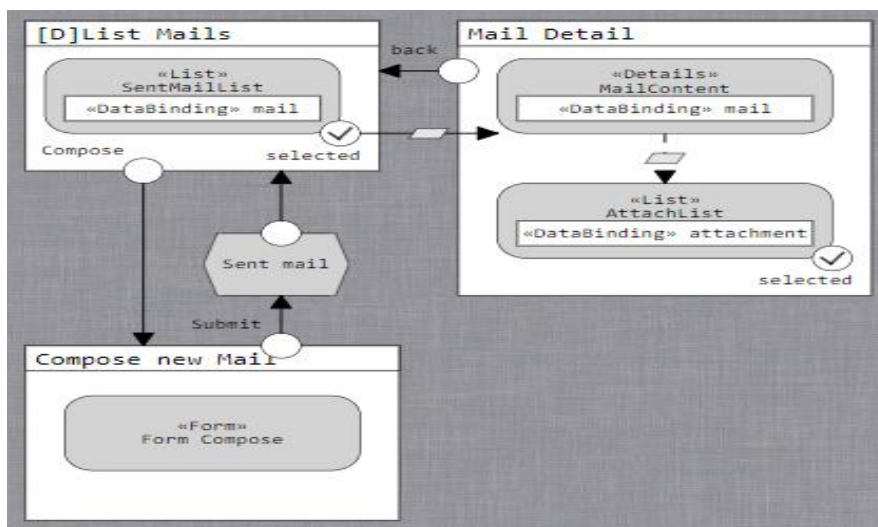 [D]List Mails
«List»
SentMailList
«DataBinding» mail
selected
Compose
back
Mail Detail
«Details»
MailContent
«DataBinding» mail
«List»
AttachList
«DataBinding» attachment
selected
Sent mail
Submit
Compose new Mail
«Form»
Form Compose